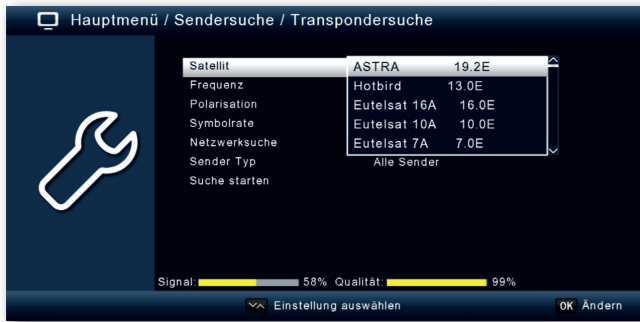 Hauptmenü / Sendersuche / Transpondersuche
Satellit
ASTRA 19.2E
Frequenz
Hotbird 13.0E
Polarisation
Eutelsat 16A 16.0E
Symbolrate
Eutelsat 10A 10.0E
Netzwerksuche
Eutelsat 7A 7.0E
Sender Typ Alle Sender
Suche starten
Signal: 58% Qualität: 99%
Einstellung auswählen OK Ändern